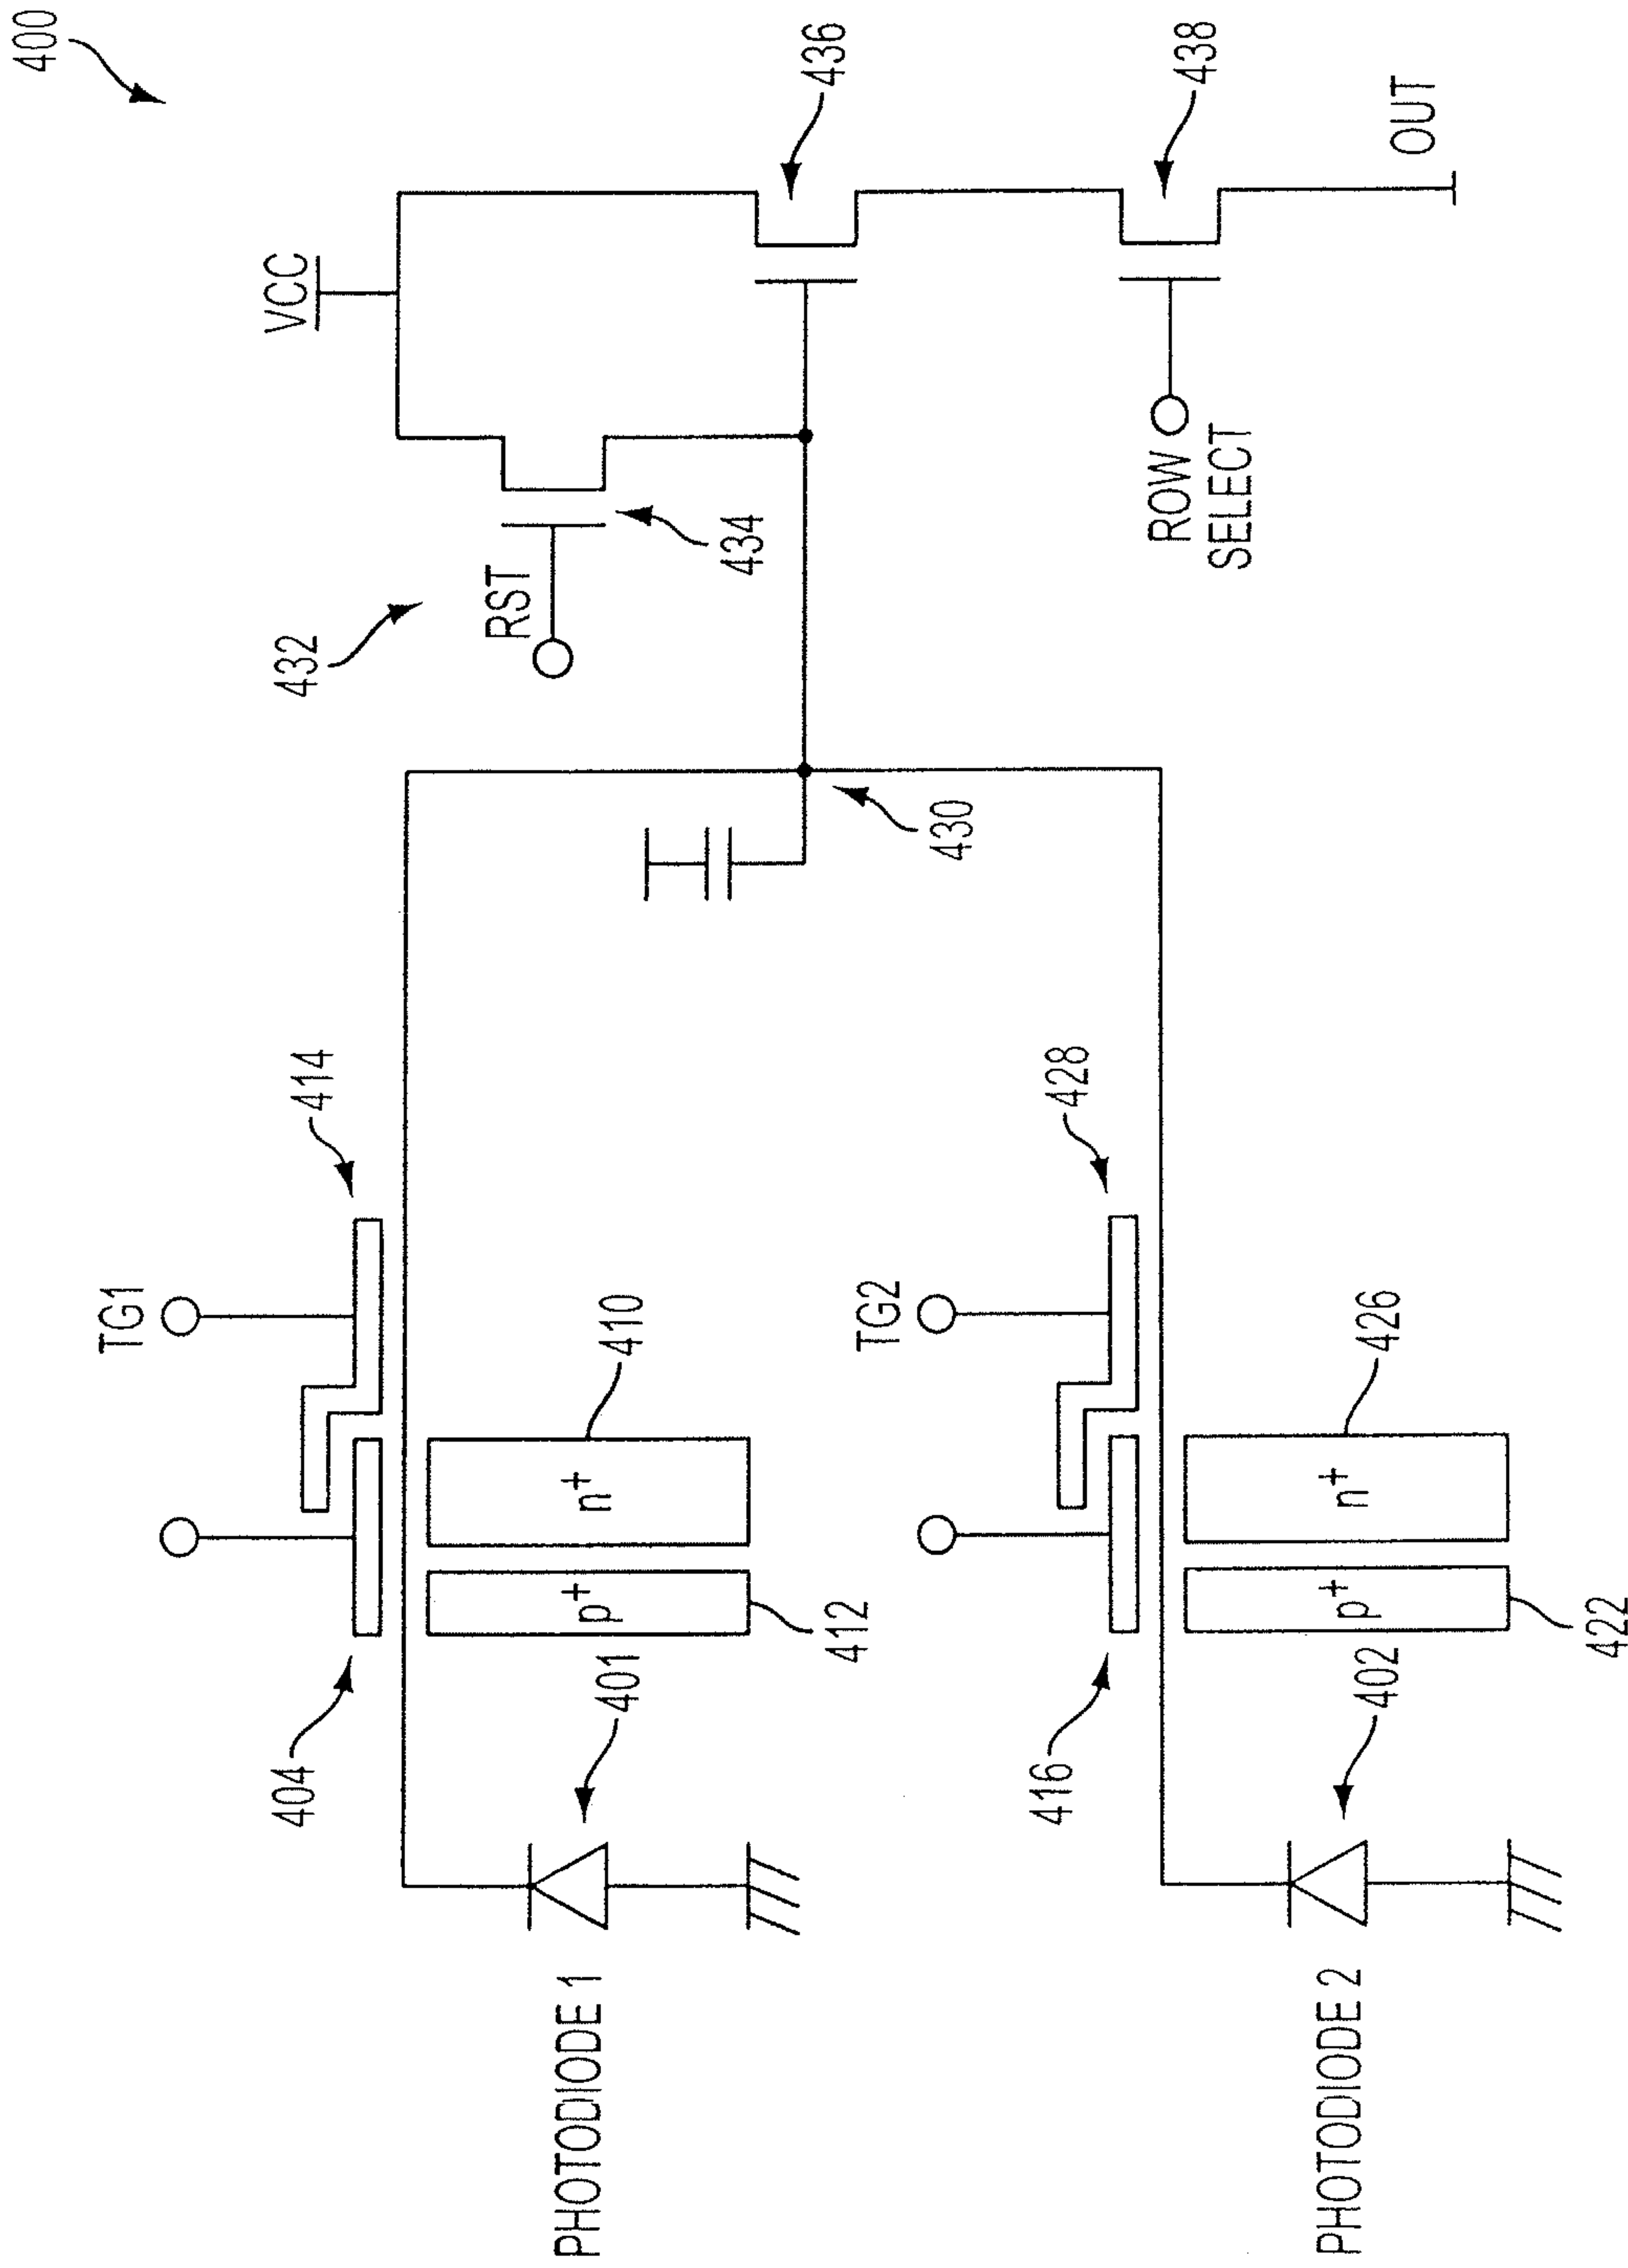 400
VCC
436
438
OUT
432
RST
434
ROW
SELECT
430
414
428
TG1
TG2
410
426
n+
n+
p+
p+
412
422
404
401
416
402
PHOTODIODE 1
PHOTODIODE 2